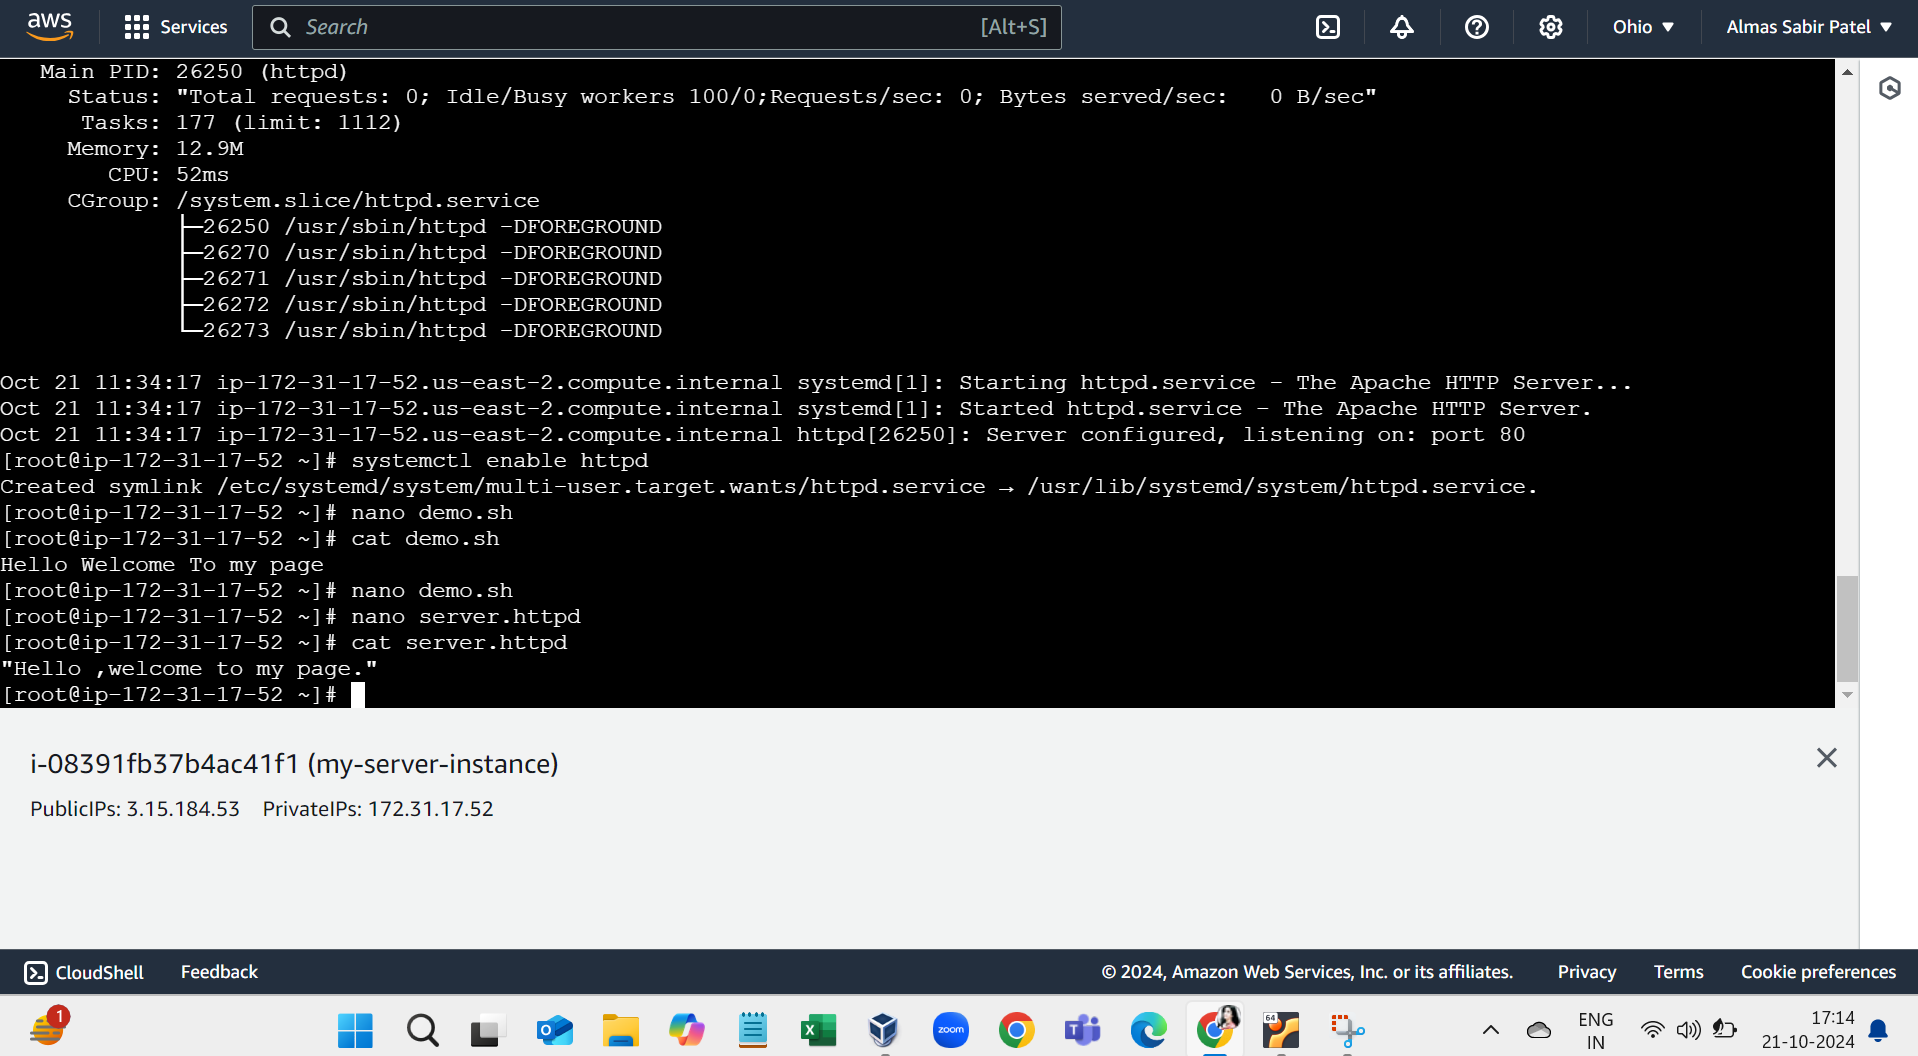 aws Services Search [Alt+S] Ohio Almas Sabir Patel
Main PID: 26250 (httpd)
Status: "Total requests: 0; Idle/Busy workers 100/0;Requests/sec: 0; Bytes served/sec:   0 B/sec"
Tasks: 177 (limit: 1112)
Memory: 12.9M
CPU: 52ms
CGroup: /system.slice/httpd.service
├─26250 /usr/sbin/httpd -DFOREGROUND
├─26270 /usr/sbin/httpd -DFOREGROUND
├─26271 /usr/sbin/httpd -DFOREGROUND
├─26272 /usr/sbin/httpd -DFOREGROUND
└─26273 /usr/sbin/httpd -DFOREGROUND
Oct 21 11:34:17 ip-172-31-17-52.us-east-2.compute.internal systemd[1]: Starting httpd.service - The Apache HTTP Server...
Oct 21 11:34:17 ip-172-31-17-52.us-east-2.compute.internal systemd[1]: Started httpd.service - The Apache HTTP Server.
Oct 21 11:34:17 ip-172-31-17-52.us-east-2.compute.internal httpd[26250]: Server configured, listening on: port 80
[root@ip-172-31-17-52 ~]# systemctl enable httpd
Created symlink /etc/systemd/system/multi-user.target.wants/httpd.service → /usr/lib/systemd/system/httpd.service.
[root@ip-172-31-17-52 ~]# nano demo.sh
[root@ip-172-31-17-52 ~]# cat demo.sh
Hello Welcome To my page
[root@ip-172-31-17-52 ~]# nano demo.sh
[root@ip-172-31-17-52 ~]# nano server.httpd
[root@ip-172-31-17-52 ~]# cat server.httpd
"Hello ,welcome to my page."
[root@ip-172-31-17-52 ~]#
i-08391fb37b4ac41f1 (my-server-instance)
PublicIPs: 3.15.184.53 PrivateIPs: 172.31.17.52
CloudShell Feedback © 2024, Amazon Web Services, Inc. or its affiliates. Privacy Terms Cookie preferences
1
zoom
64
ENG
IN
17:14
21-10-2024